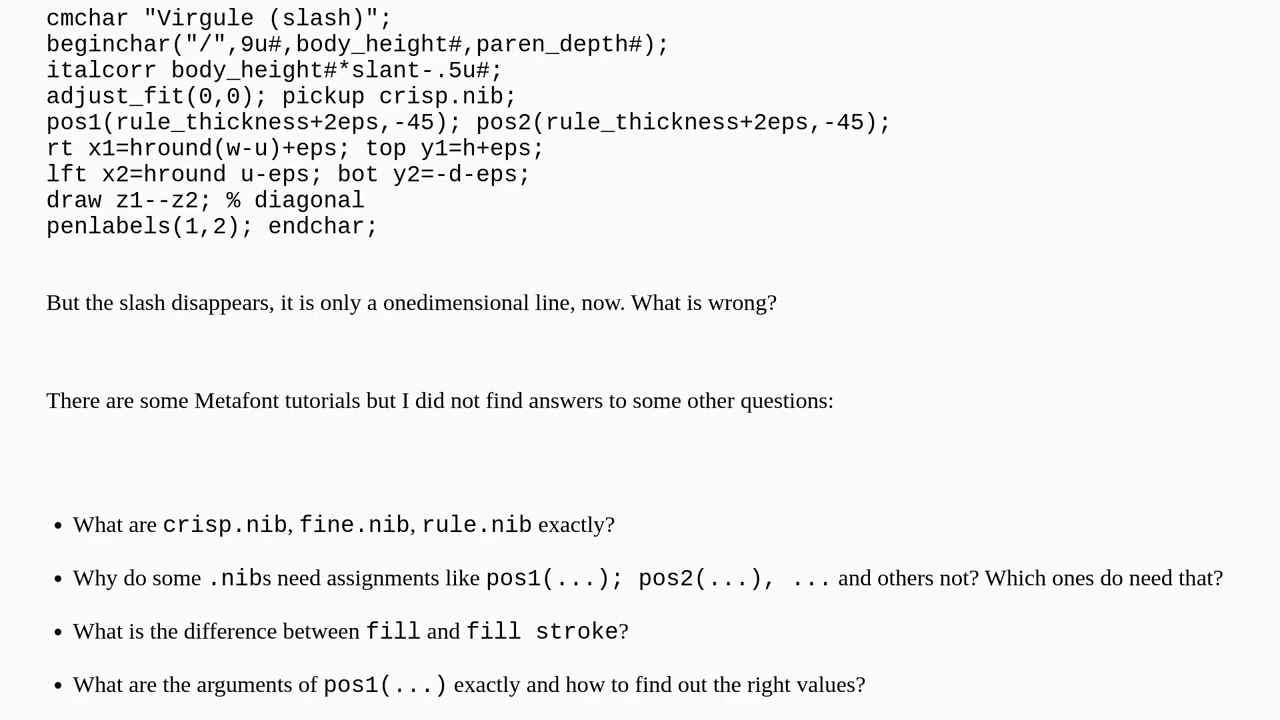 cmchar "Virgule (slash)";
beginchar("/",9u#,body_height#,paren_depth#);
italcorr body_height#*slant-.5u#;
adjust_fit(0,0); pickup crisp.nib;
pos1(rule_thickness+2eps,-45); pos2(rule_thickness+2eps,-45);
rt x1=hround(w-u)+eps; top y1=h+eps;
lft x2=hround u-eps; bot y2=-d-eps;
draw z1--z2; % diagonal
penlabels(1,2); endchar;
But the slash disappears, it is only a onedimensional line, now. What is wrong?
There are some Metafont tutorials but I did not find answers to some other questions:
• What are crisp.nib, fine.nib, rule.nib exactly?
• Why do some .nibs need assignments like pos1(...); pos2(...), ... and others not? Which ones do need that?
• What is the difference between fill and fill stroke?
• What are the arguments of pos1(...) exactly and how to find out the right values?